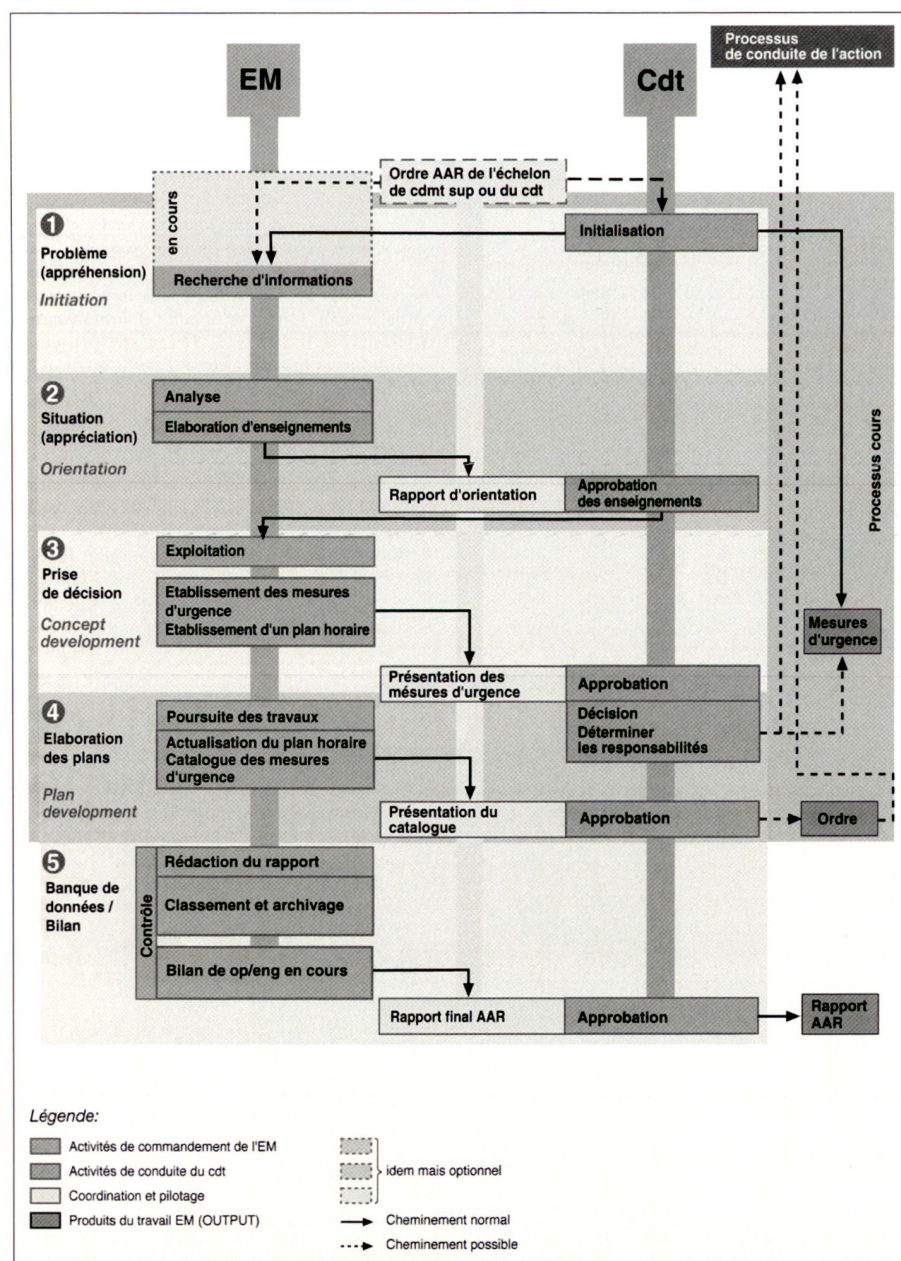 Processus
de conduite de l'action
EM
Cdt
Ordre AAR de l'échelon
de cdmt sup ou du cdt
en cours
1
Problème
(appréhension)
Initiation
Initialisation
Recherche d'informations
2
Situation
(appréciation)
Orientation
Analyse
Elaboration d'enseignements
Rapport d'orientation
Approbation
des enseignements
Processus cours
3
Prise
de décision
Concept
development
Exploitation
Etablissement des mesures
d'urgence
Etablissement d'un plan horaire
Mesures
d'urgence
Présentation des
mésures d'urgence
Approbation
4
Elaboration
des plans
Plan
development
Poursuite des travaux
Actualisation du plan horaire
Catalogue des mesures
d'urgence
Décision
Déterminer
les responsabilités
Présentation du
catalogue
Approbation
Ordre
5
Banque de
données /
Bilan
Contrôle
Rédaction du rapport
Classement et archivage
Bilan de op/eng en cours
Rapport final AAR
Approbation
Rapport
AAR
Légende:
Activités de commandement de l'EM
Activités de conduite du cdt
Coordination et pilotage
Produits du travail EM (OUTPUT)
idem mais optionnel
Cheminement normal
Cheminement possible